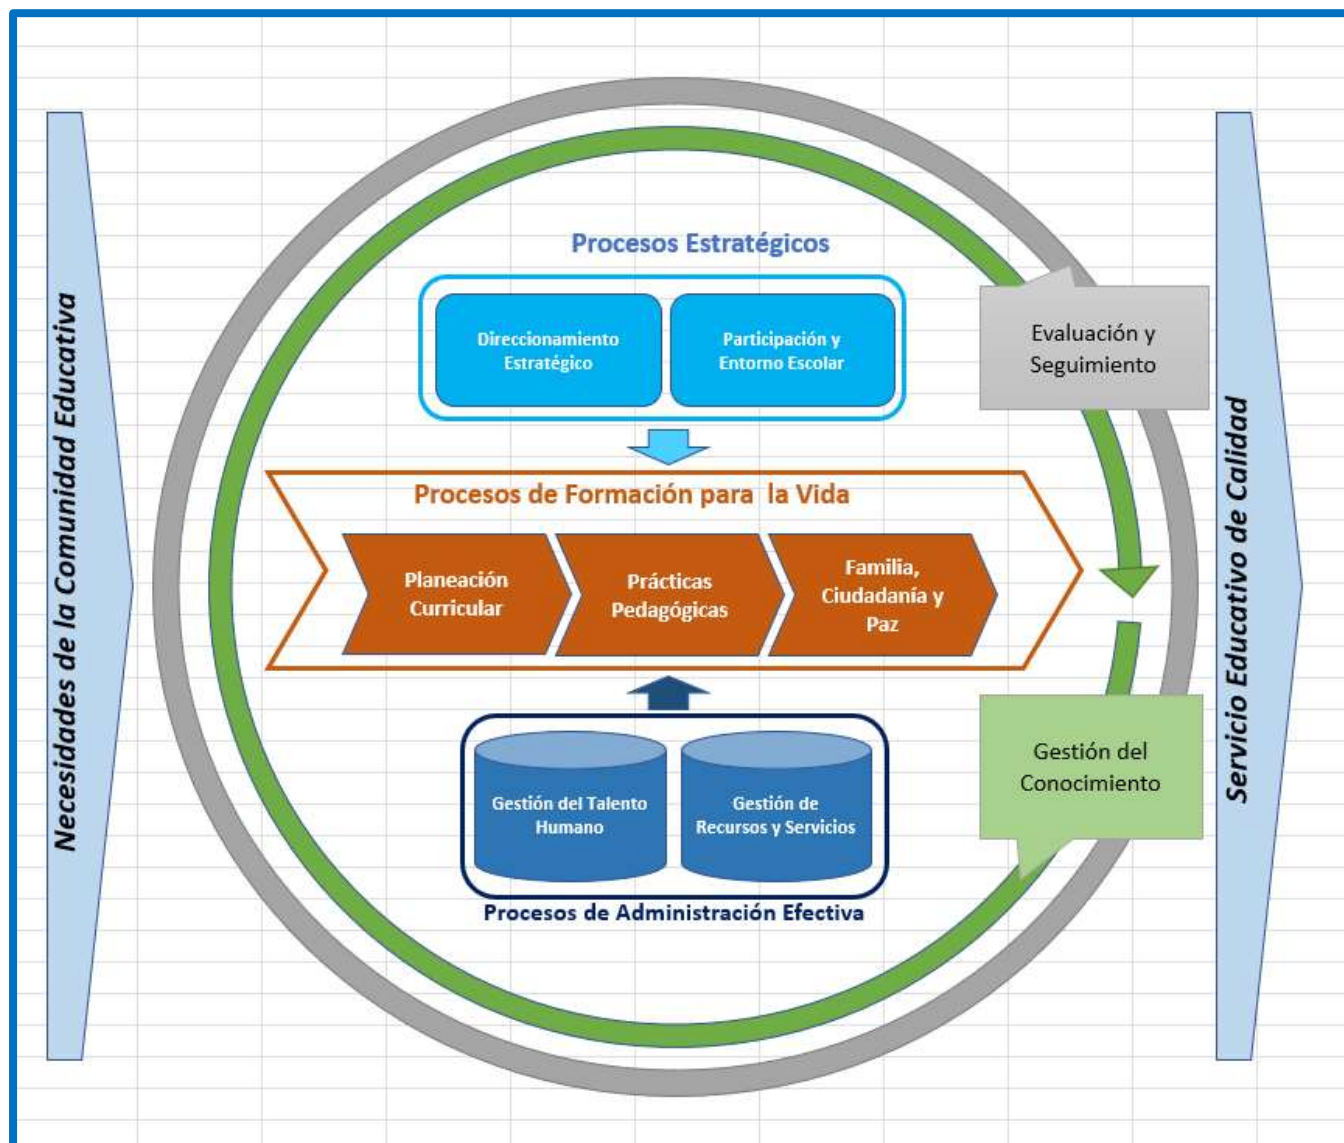 Necesidades de la Comunidad Educativa
Procesos Estratégicos
Direccionamiento
Estratégico
Participación y
Entorno Escolar
Evaluación y
Seguimiento
Procesos de Formación para la Vida
Planeación
Curricular
Prácticas
Pedagógicas
Familia,
Ciudadanía y
Paz
Gestión del Talento
Humano
Gestión de
Recursos y Servicios
Procesos de Administración Efectiva
Gestión del
Conocimiento
Servicio Educativo de Calidad